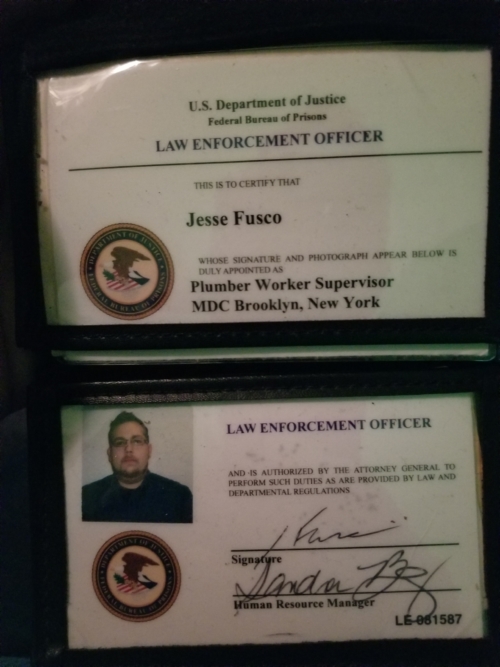 U.S. Department of Justice
Federal Bureau of Prisons
LAW ENFORCEMENT OFFICER
THIS IS TO CERTIFY THAT
Jesse Fusco
WHOSE SIGNATURE AND PHOTOGRAPH APPEAR BELOW IS
DULY APPOINTED AS
Plumber Worker Supervisor
MDC Brooklyn, New York
LAW ENFORCEMENT OFFICER
AND IS AUTHORIZED BY THE ATTORNEY GENERAL TO
PERFORM SUCH DUTIES AS ARE PROVIDED BY LAW AND
DEPARTMENTAL REGULATIONS
Signature
Sandra
Human Resource Manager
LE-081587